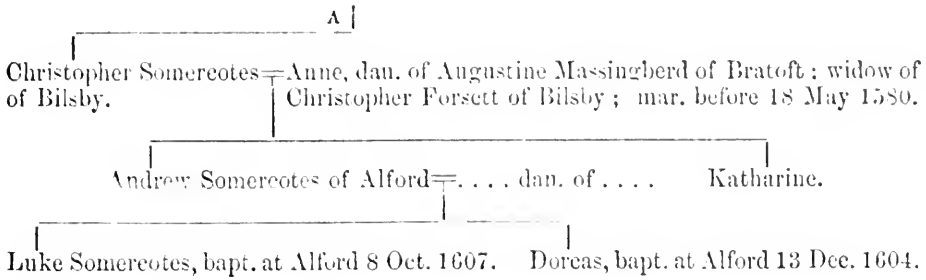 A
Christopher Somercotes = Anne, dau. of Augustine Massingberd of Bratoft; widow of
of Bilsby. Christopher Forsett of Bilsby; mar. before 18 May 1580.
Andrew Somercotes of Alford = . . . . dau. of . . . . Katharine.
Luke Somercotes, bapt. at Alford 8 Oct. 1607. Dorcas, bapt. at Alford 13 Dec. 1604.